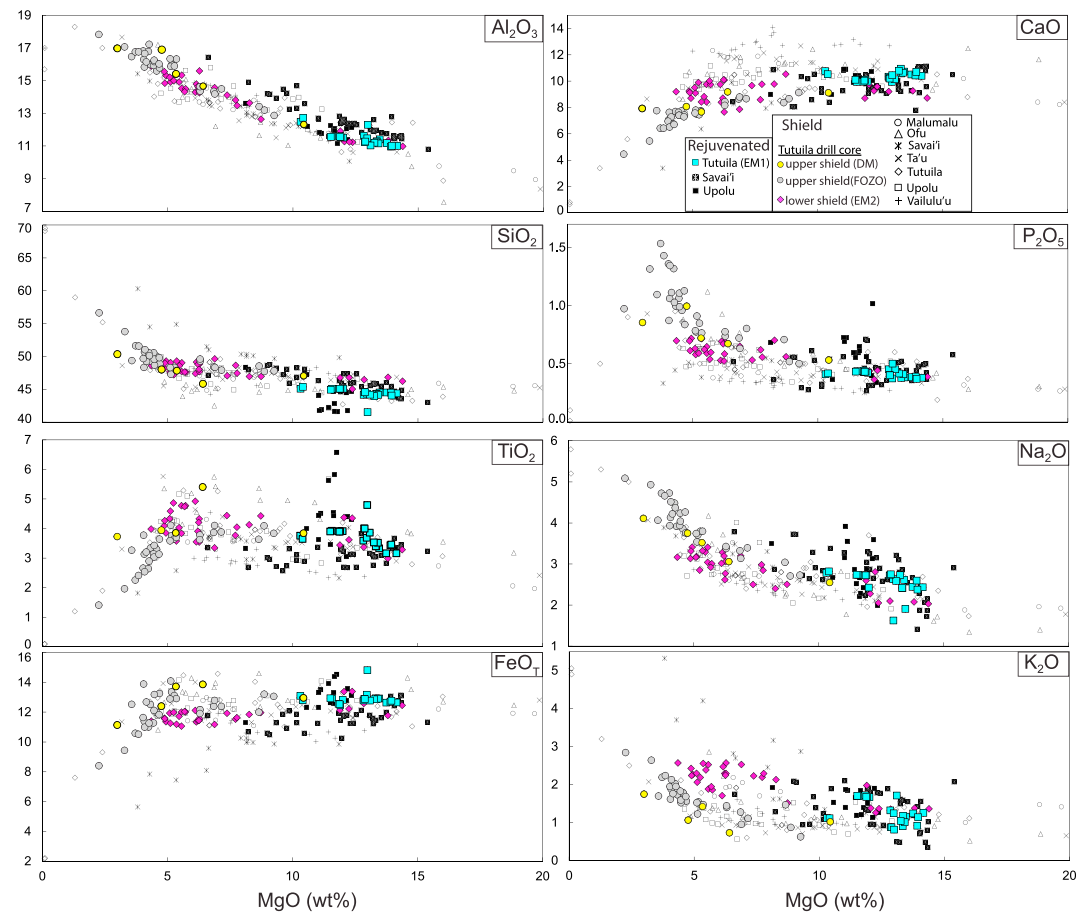 Al₂O₃
19
17
15
13
11
9
7
CaO
14
12
10
8
6
4
2
0
Rejuvenated
Tutuila (EM1)
Savai'i
Upolu
Shield
Tutuila drill core
upper shield (DM)
upper shield(FOZO)
lower shield (EM2)
Malumalu
Ofu
Savai'i
Ta'u
Tutuila
Upolu
Vailulu'u
SiO₂
70
65
60
55
50
45
40
P₂O₅
1.5
1.0
0.5
0.0
TiO₂
7
6
5
4
3
2
1
0
Na₂O
6
5
4
3
2
1
FeO_T
16
14
12
10
8
6
4
2
0 5 10 15 20
MgO (wt%)
K₂O
5
4
3
2
1
0
0 5 10 15 20
MgO (wt%)